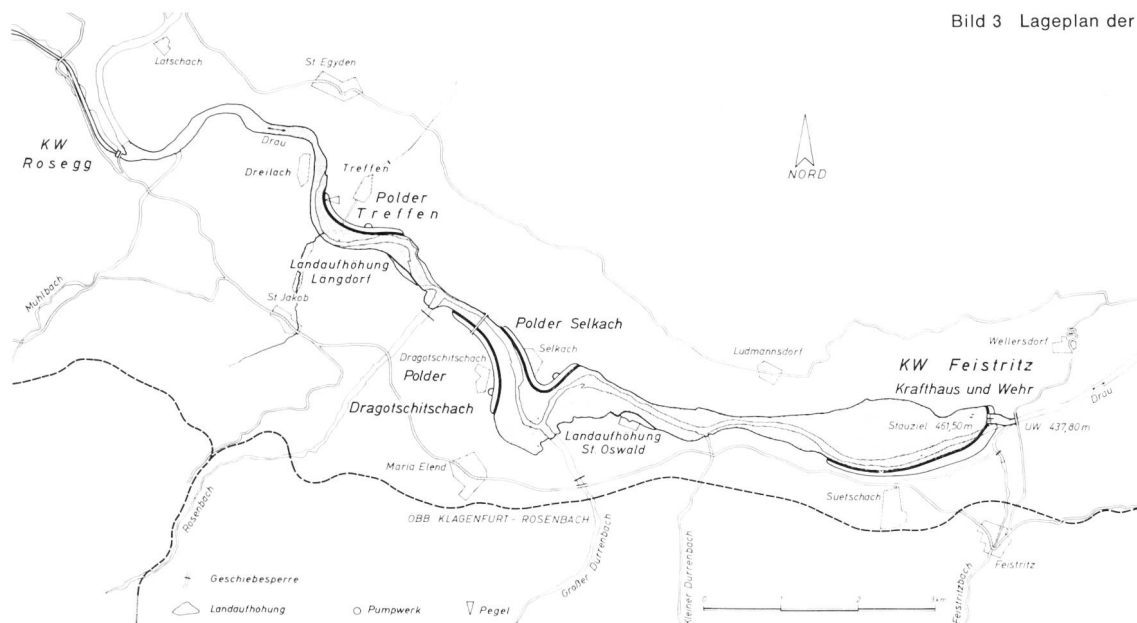 Bild 3 Lageplan der
Latschach
St. Egyden
KW
Rosegg
Drau
Dreilach
Treffen
Polder
Treffen
NORD
Landaufhöhung
Längdorf
Mühlbach
St. Jakob
Polder Selkach
Selkach
Dragotschitschach
Polder
Dragotschitschach
Ludmannsdorf
Wellersdorf
KW Feistritz
Krafthaus und Wehr
Drau
Stauziel 461,50 m
UW 437,80 m
Landaufhöhung
St. Oswald
Maria Elend
Suetschach
ÖBB KLAGENFURT - ROSENBACH
Rosenbach
Großer Dürrenbach
Kleiner Dürrenbach
Feistritzbach
Feistritz
Geschiebesperre
Landaufhöhung
Pumpwerk
Pegel
0 1 2 3km